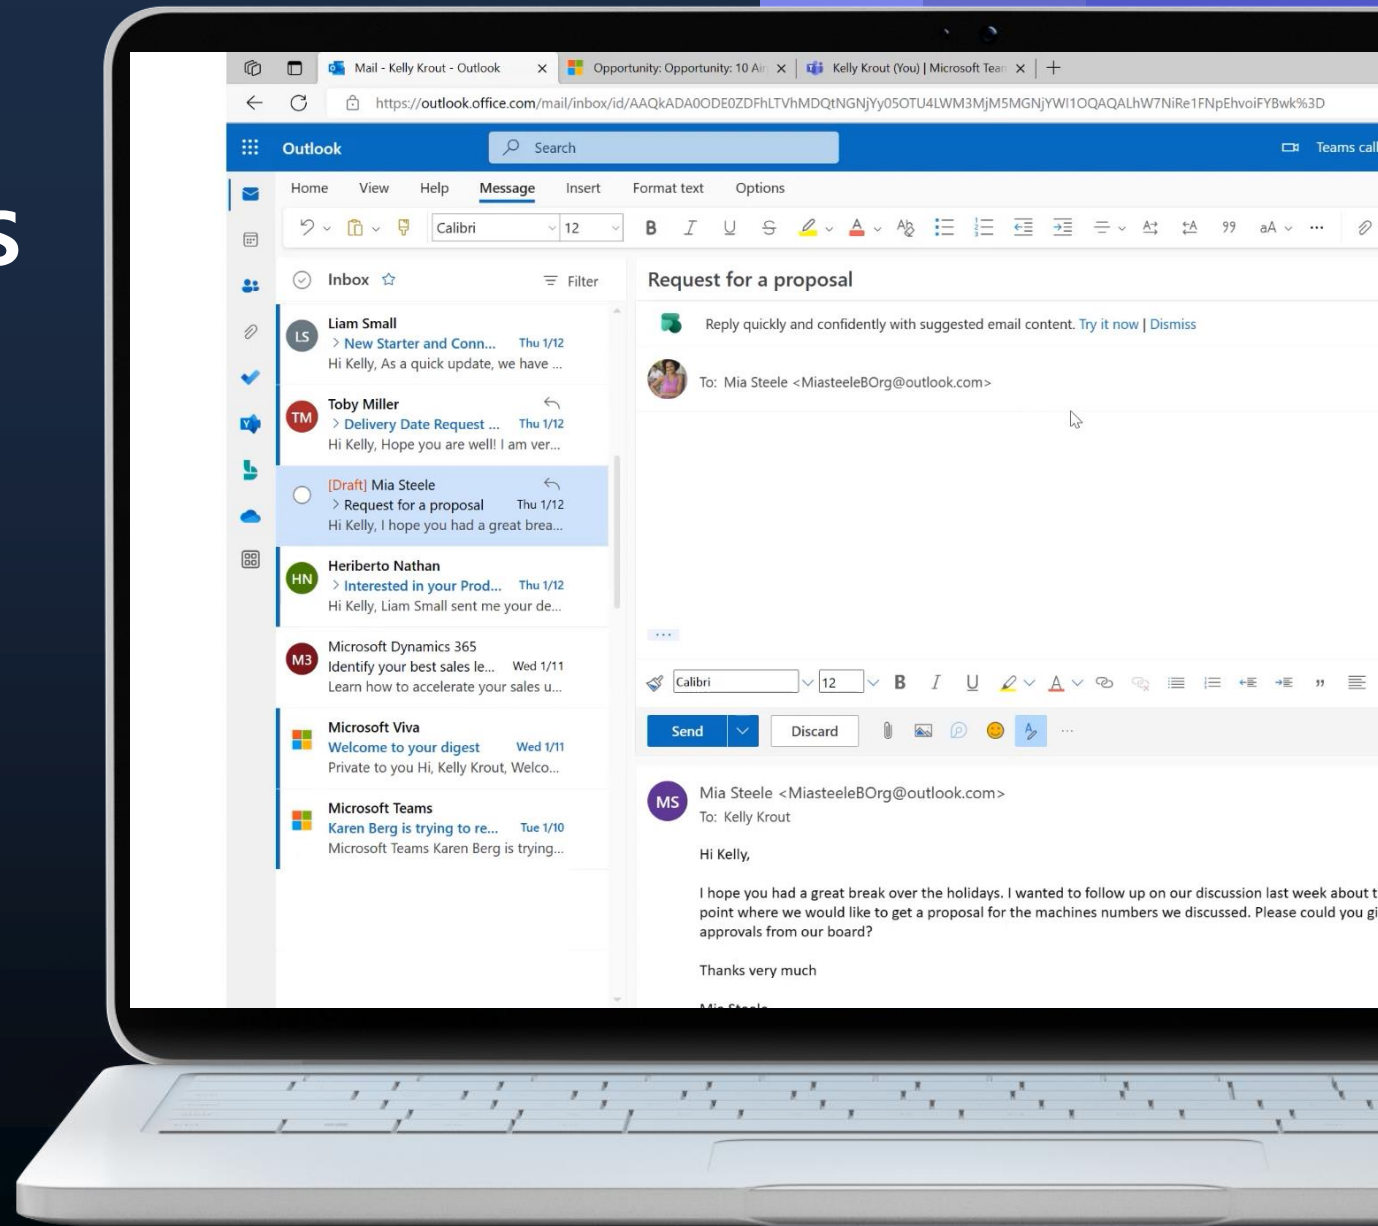 s
Mail - Kelly Krout - Outlook
Opportunity: Opportunity: 10 Air
Kelly Krout (You) | Microsoft Tean
https://outlook.office.com/mail/inbox/id/
Outlook
Search
Teams call
Home View Help Message Insert Format text Options
Calibri 12
Inbox Filter
Request for a proposal
Reply quickly and confidently with suggested email content. Try it now | Dismiss
To: Mia Steele <MiasteeleBOrg@outlook.com>
LS
Liam Small
> New Starter and Conn... Thu 1/12
Hi Kelly, As a quick update, we have ...
TM
Toby Miller
> Delivery Date Request ... Thu 1/12
Hi Kelly, Hope you are well! I am ver...
[Draft] Mia Steele
> Request for a proposal Thu 1/12
Hi Kelly, I hope you had a great brea...
HN
Heriberto Nathan
> Interested in your Prod... Thu 1/12
Hi Kelly, Liam Small sent me your de...
M3
Microsoft Dynamics 365
Identify your best sales le... Wed 1/11
Learn how to accelerate your sales u...
Microsoft Viva
Welcome to your digest Wed 1/11
Private to you Hi, Kelly Krout, Welco...
Microsoft Teams
Karen Berg is trying to re... Tue 1/10
Microsoft Teams Karen Berg is trying...
Calibri 12
Send
Discard
MS
Mia Steele <MiasteeleBOrg@outlook.com>
To: Kelly Krout
Hi Kelly,
I hope you had a great break over the holidays. I wanted to follow up on our discussion last week about t
point where we would like to get a proposal for the machines numbers we discussed. Please could you gi
approvals from our board?
Thanks very much
Mia Steele